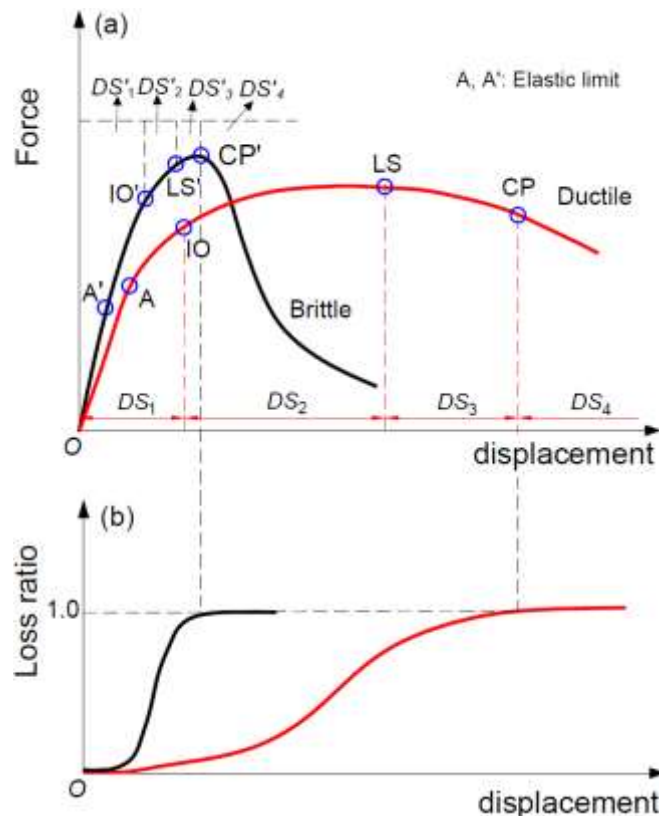 (a)
DS'1 DS'2 DS'3 DS'4
A, A': Elastic limit
Force
CP'
LS
IO'
LS'
CP
Ductile
IO
A'
A
Brittle
DS1 DS2 DS3 DS4
O
displacement
(b)
Loss ratio
1.0
O
displacement